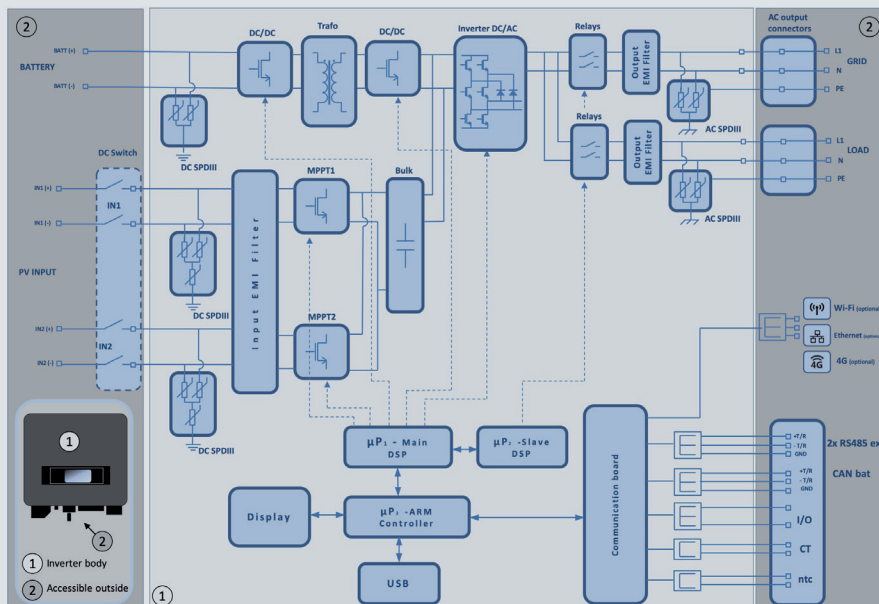 2
1
2
DC/DC
Trafo
DC/DC
Inverter DC/AC
Relays
Output EMI Filter
AC output connectors
BATT (+)
BATTERY
BATT (-)
L1
GRID
N
PE
DC SPDIII
AC SPDIII
Relays
Output EMI Filter
L1
LOAD
N
PE
AC SPDIII
DC Switch
IN1 (+)
IN1
IN1 (-)
PV INPUT
IN2 (+)
IN2
IN2 (-)
DC SPDIII
DC SPDIII
Input EMI Filter
MPPT1
MPPT2
Bulk
Wi-Fi (optional)
Ethernet
4G
4G (optional)
µP₁ - Main DSP
µP₂ -Slave DSP
µP₃ -ARM Controller
Display
USB
Communication board
+T/R
- T/R
GND
2x RS485 ex
+T/R
- T/R
GND
CAN bat
I/O
CT
ntc
1
2
1 Inverter body
2 Accessible outside
1